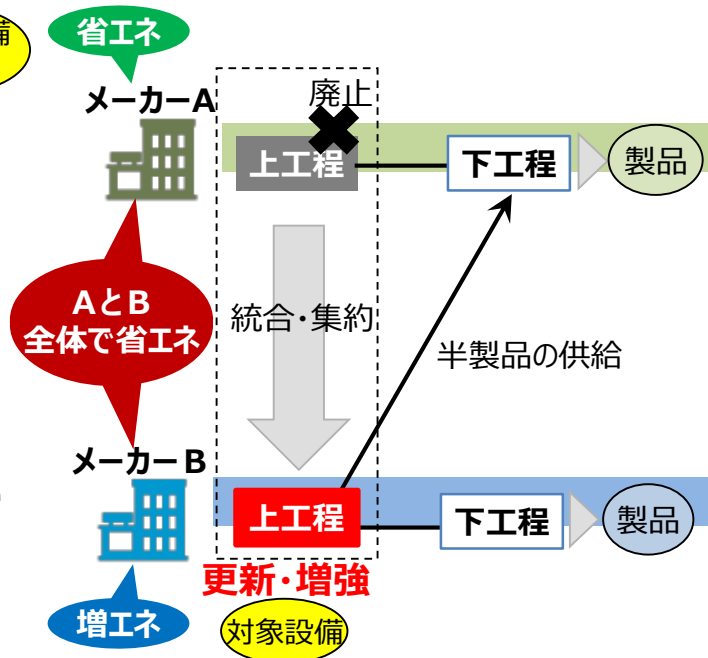 備
省エネ
メーカーA
廃止
上工程
下工程
製品
AとB
全体で省エネ
統合・集約
半製品の供給
メーカーB
上工程
下工程
製品
更新・増強
増エネ
対象設備